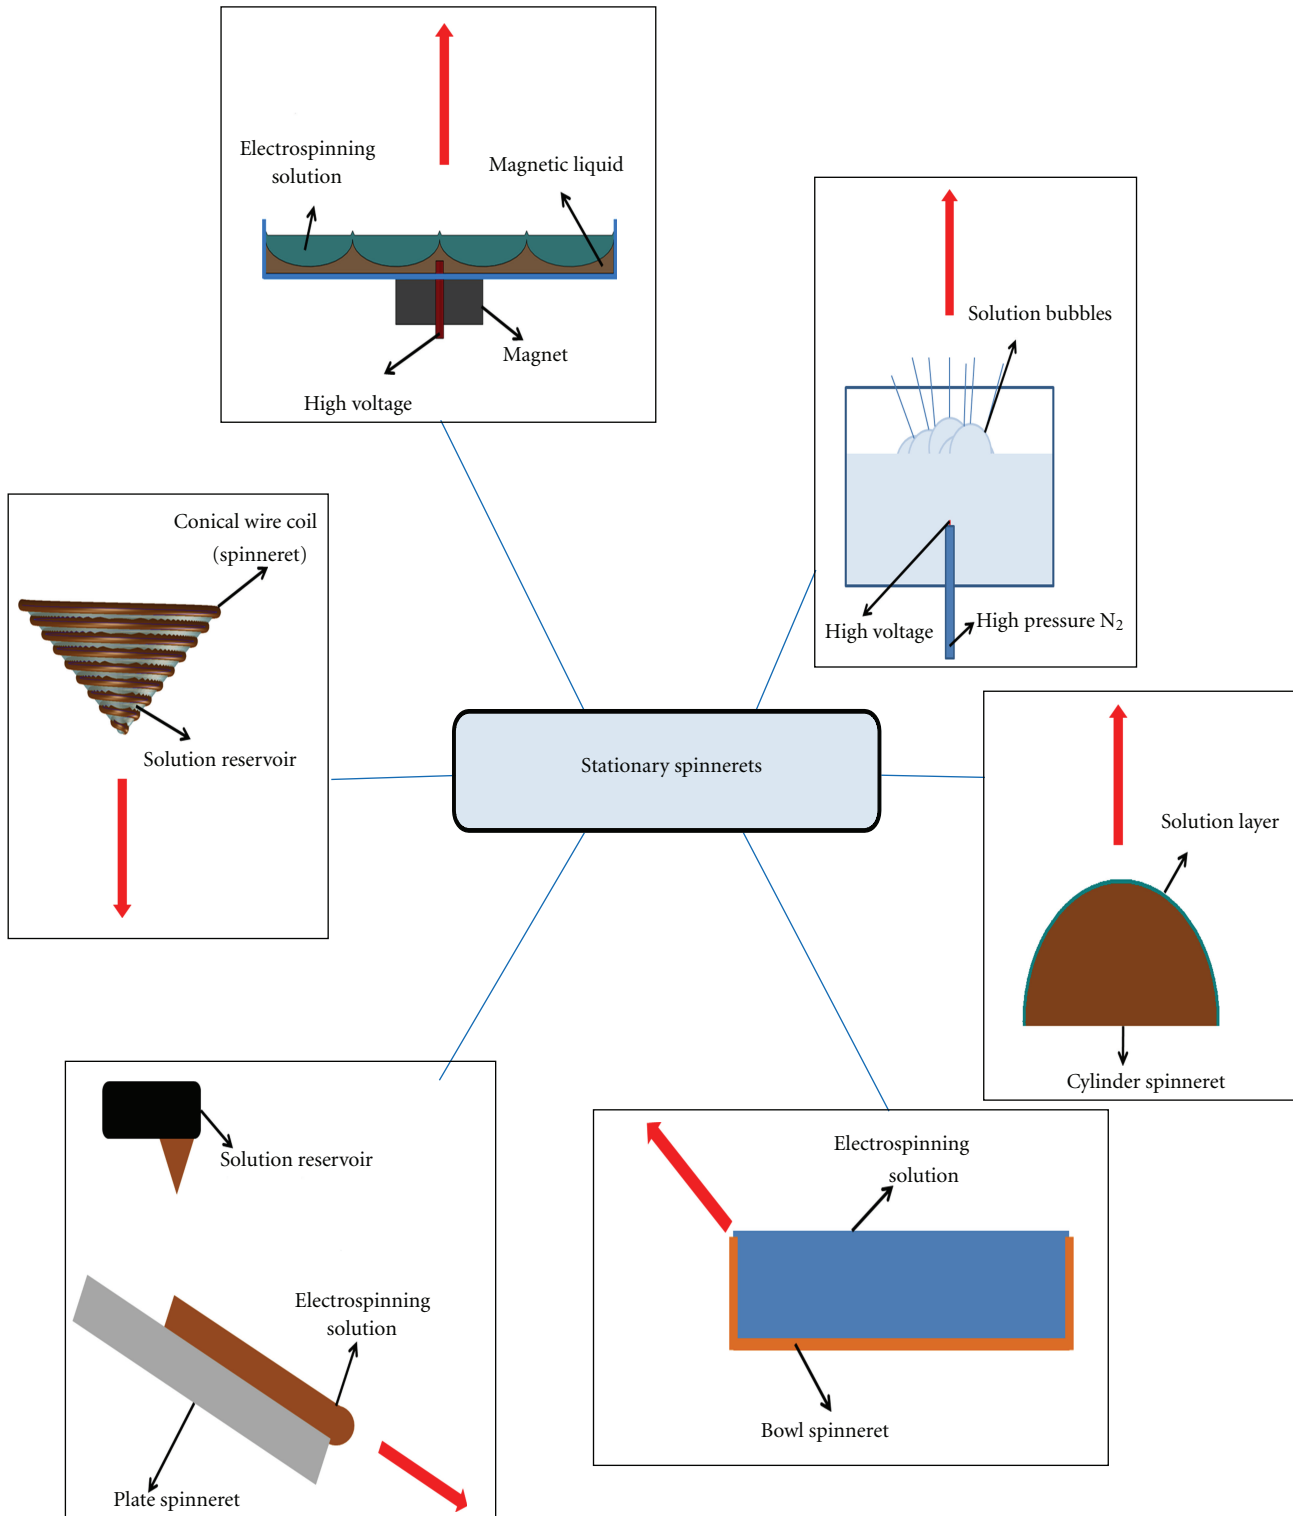 Electrospinning
solution
Magnetic liquid
Magnet
High voltage
Solution bubbles
High voltage
High pressure N₂
Conical wire coil
(spinneret)
Solution reservoir
Stationary spinnerets
Solution layer
Cylinder spinneret
Solution reservoir
Electrospinning
solution
Plate spinneret
Electrospinning
solution
Bowl spinneret